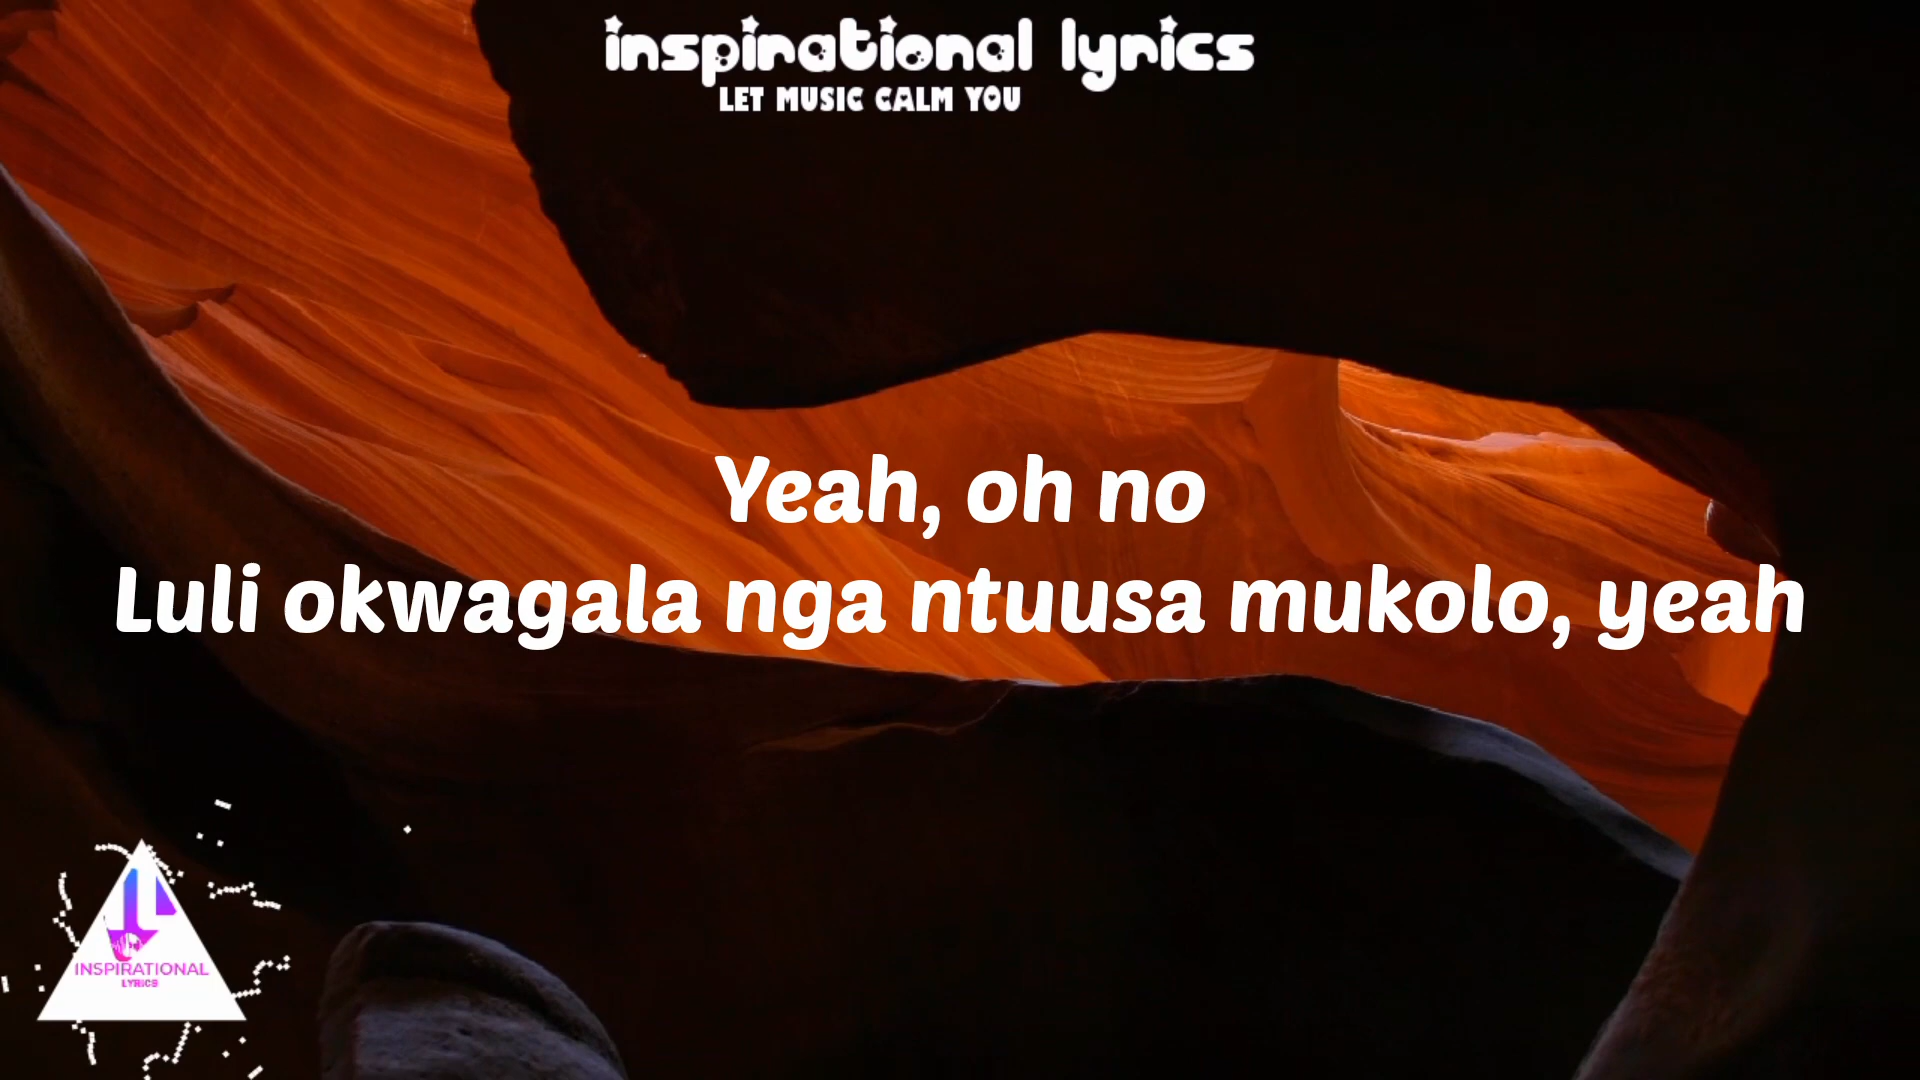 inspirational lyrics
LET MUSIC CALM YOU
Yeah, oh no
Luli okwagala nga ntuusa mukolo, yeah
INSPIRATIONAL
LYRICS